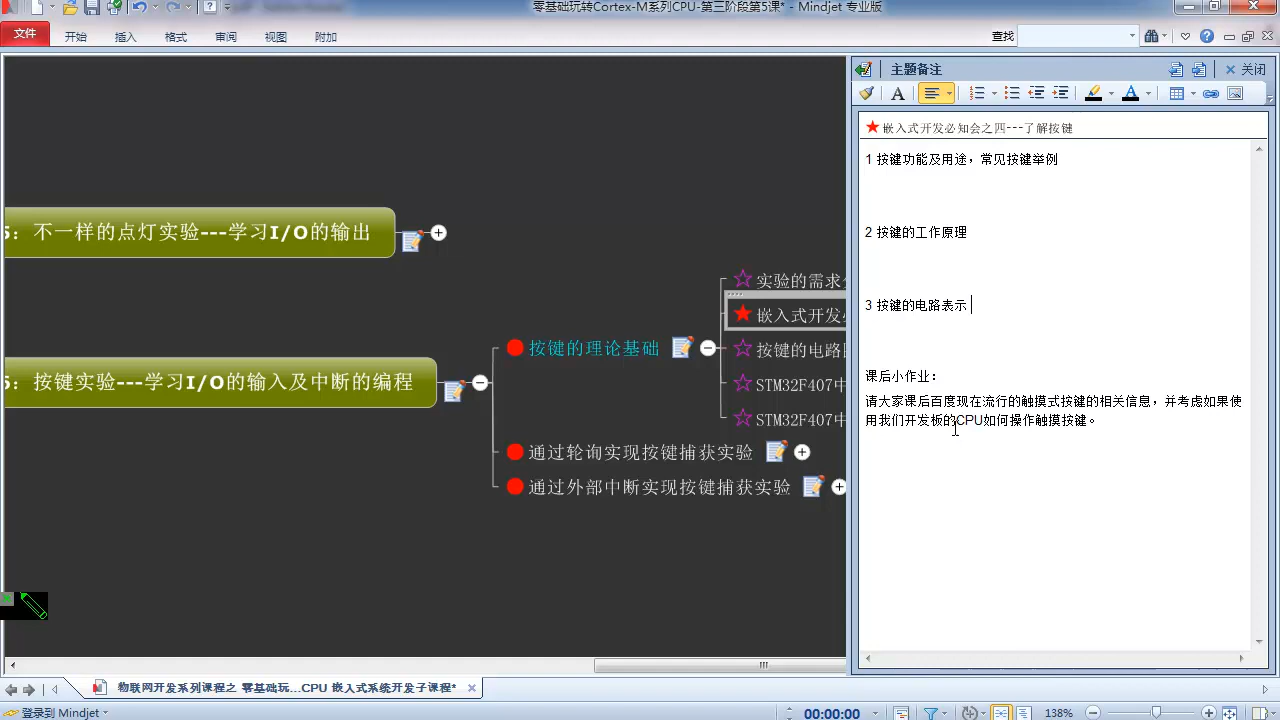 零基础玩转Cortex-M系列CPU-第三阶段第5课* - Mindjet 专业版
文件
开始
插入
格式
审阅
视图
附加
查找
主题备注
关闭
嵌入式开发必知会之四---了解按键
1 按键功能及用途，常见按键举例
2 按键的工作原理
3 按键的电路表示
课后小作业：
请大家课后百度现在流行的触摸式按键的相关信息，并考虑如果使
用我们开发板的CPU如何操作触摸按键。
5：不一样的点灯实验---学习I/O的输出
按键实验---学习I/O的输入及中断的编程
按键的理论基础
实验的需求
嵌入式开发
按键的电路
STM32F407中
STM32F407中
通过轮询实现按键捕获实验
通过外部中断实现按键捕获实验
物联网开发系列课程之 零基础玩...CPU 嵌入式系统开发子课程*
登录到 Mindjet
00:00:00
138%